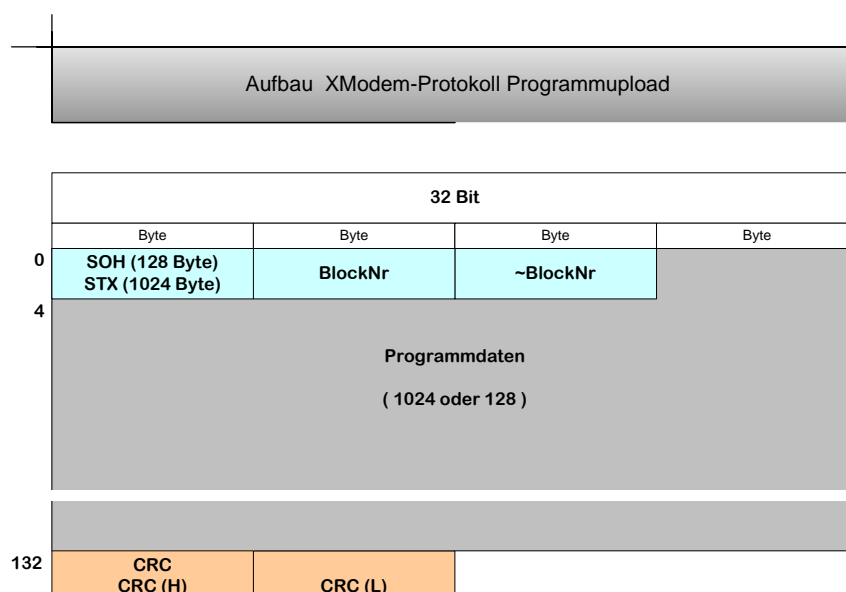 Aufbau XModem-Protokoll Programmupload
32 Bit
Byte Byte Byte Byte
0 SOH (128 Byte) BlockNr ~BlockNr
STX (1024 Byte)
4
Programmdaten
( 1024 oder 128 )
132 CRC
CRC (H) CRC (L)